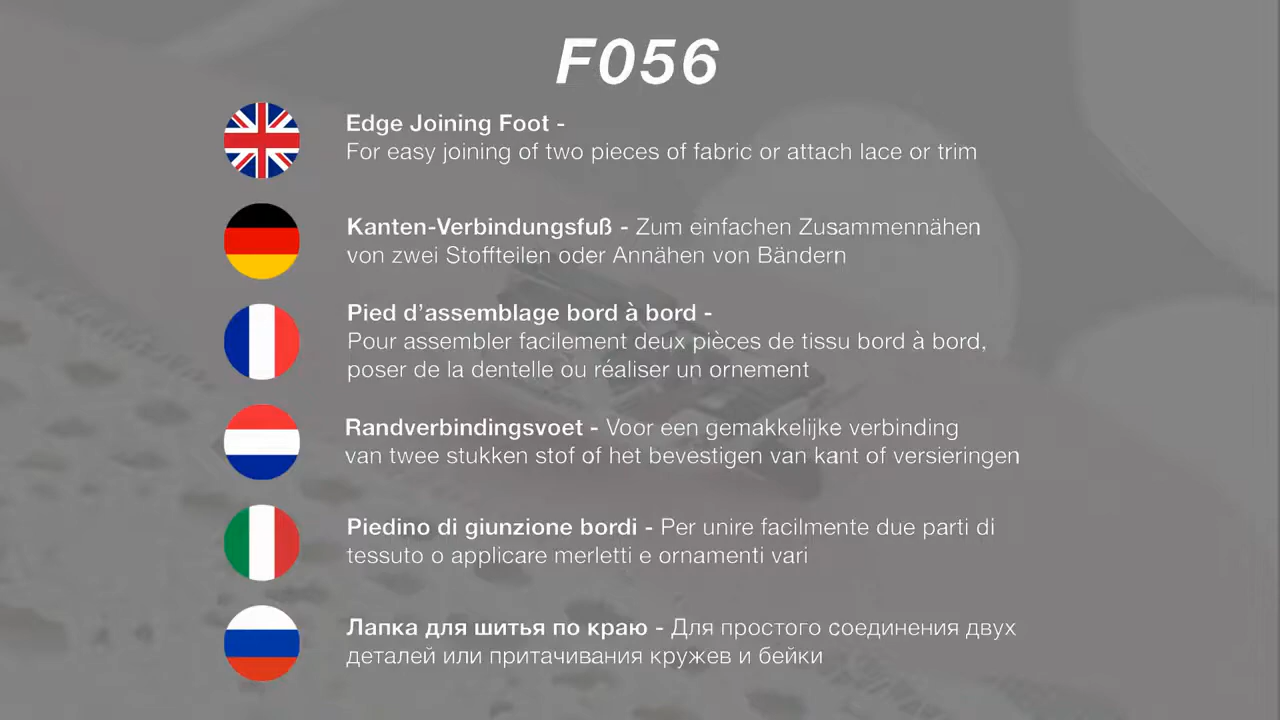 F056
Edge Joining Foot -
For easy joining of two pieces of fabric or attach lace or trim
Kanten-Verbindungsfuß - Zum einfachen Zusammennähen
von zwei Stoffteilen oder Annähen von Bändern
Pied d’assemblage bord à bord -
Pour assembler facilement deux pièces de tissu bord à bord,
poser de la dentelle ou réaliser un ornement
Randverbindingsvoet - Voor een gemakkelijke verbinding
van twee stukken stof of het bevestigen van kant of versieringen
Piedino di giunzione bordi - Per unire facilmente due parti di
tessuto o applicare merletti e ornamenti vari
Лапка для шитья по краю - Для простого соединения двух
деталей или притачивания кружев и бейки